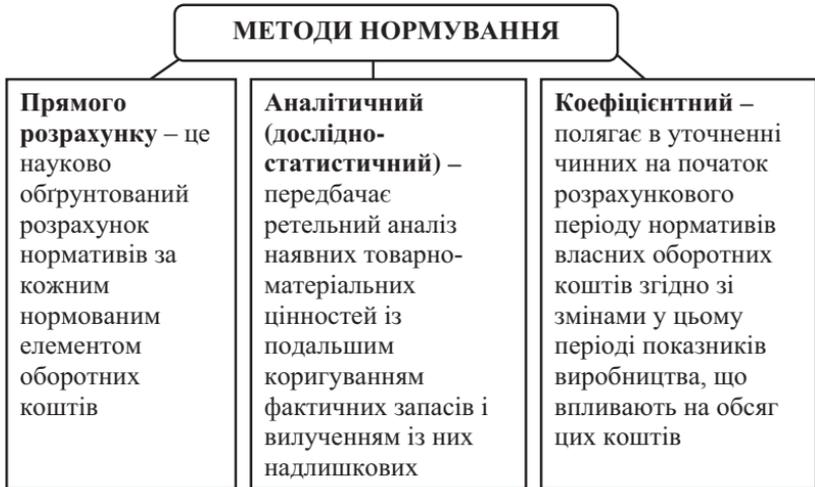 МЕТОДИ НОРМУВАННЯ
Прямого
розрахунку – це
науково
обґрунтований
розрахунок
нормативів за
кожним
нормованим
елементом
оборотних
коштів
Аналітичний
(дослідно-
статистичний) –
передбачає
ретельний аналіз
наявних товарно-
матеріальних
цінностей із
подальшим
коригуванням
фактичних запасів і
вилученням із них
надлишкових
Коефіцієнтний –
полягає в уточненні
чинних на початок
розрахункового
періоду нормативів
власних оборотних
коштів згідно зі
змінами у цьому
періоді показників
виробництва, що
впливають на обсяг
цих коштів